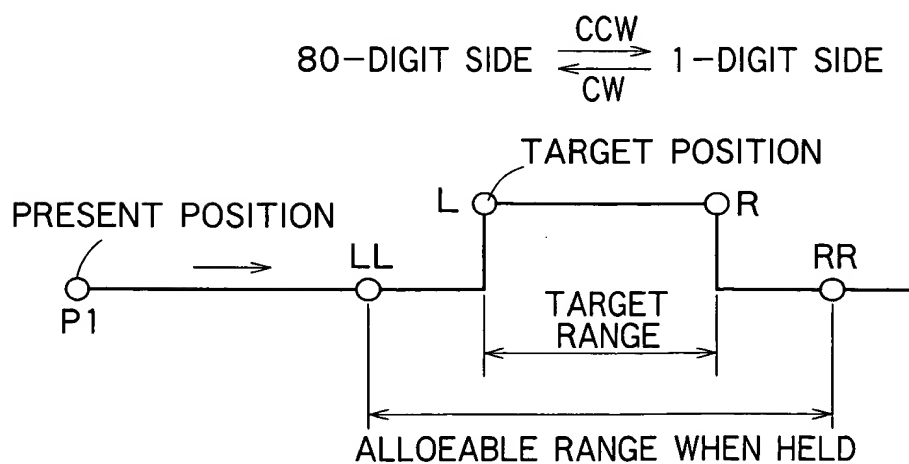 CCW
80-DIGIT SIDE 1-DIGIT SIDE
CW
TARGET POSITION
L R
PRESENT POSITION
LL RR
P1
TARGET
RANGE
ALLOEABLE RANGE WHEN HELD